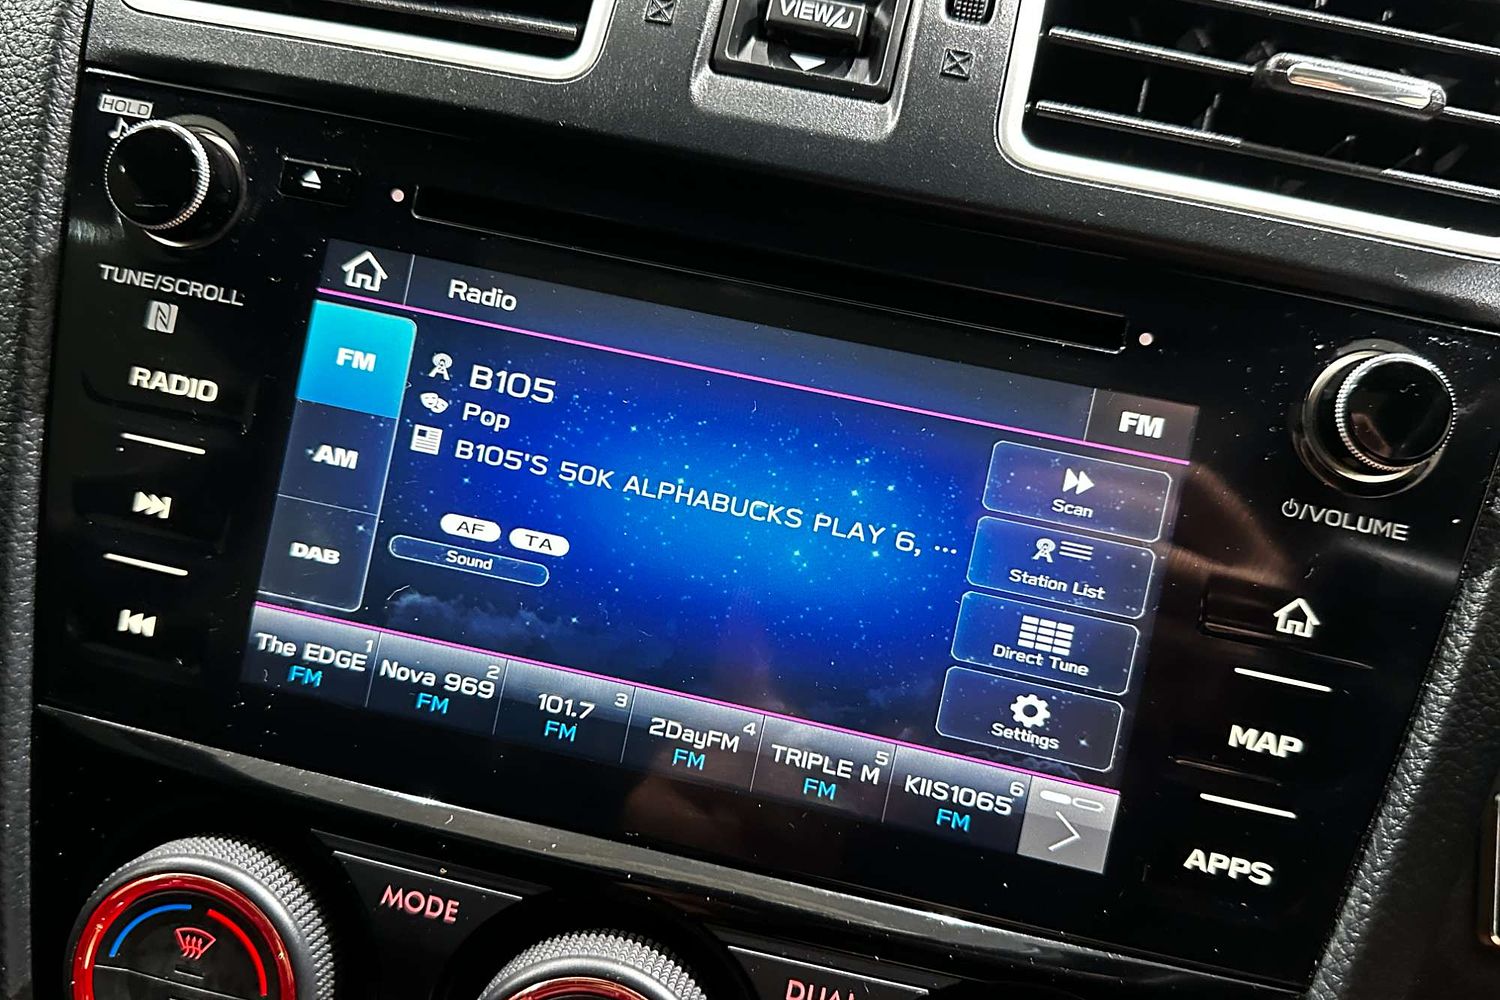 VIEW/
HOLD
TUNE/SCROLL
RADIO
Radio
FM
FM
AM
DAB
B105
Pop
B105'S 50K ALPHABUCKS PLAY 6, ...
AF
TA
Sound
Scan
Station List
Direct Tune
Settings
The EDGE 1
FM
Nova 969 2
FM
101.7 3
FM
2DayFM 4
FM
TRIPLE M 5
FM
KIIS1065 6
FM
/VOLUME
MAP
APPS
MODE
DUAL